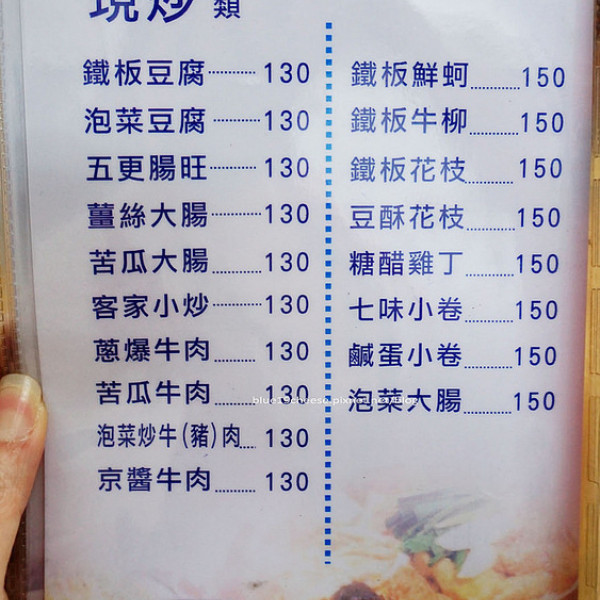 現炒 類
鐵板豆腐 130
泡菜豆腐 130
五更腸旺 130
薑絲大腸 130
苦瓜大腸 130
客家小炒 130
蔥爆牛肉 130
苦瓜牛肉 130
泡菜炒牛(豬)肉 130
京醬牛肉 130
鐵板鮮蚵 150
鐵板牛柳 150
鐵板花枝 150
豆酥花枝 150
糖醋雞丁 150
七味小卷 150
鹹蛋小卷 150
泡菜大腸 150